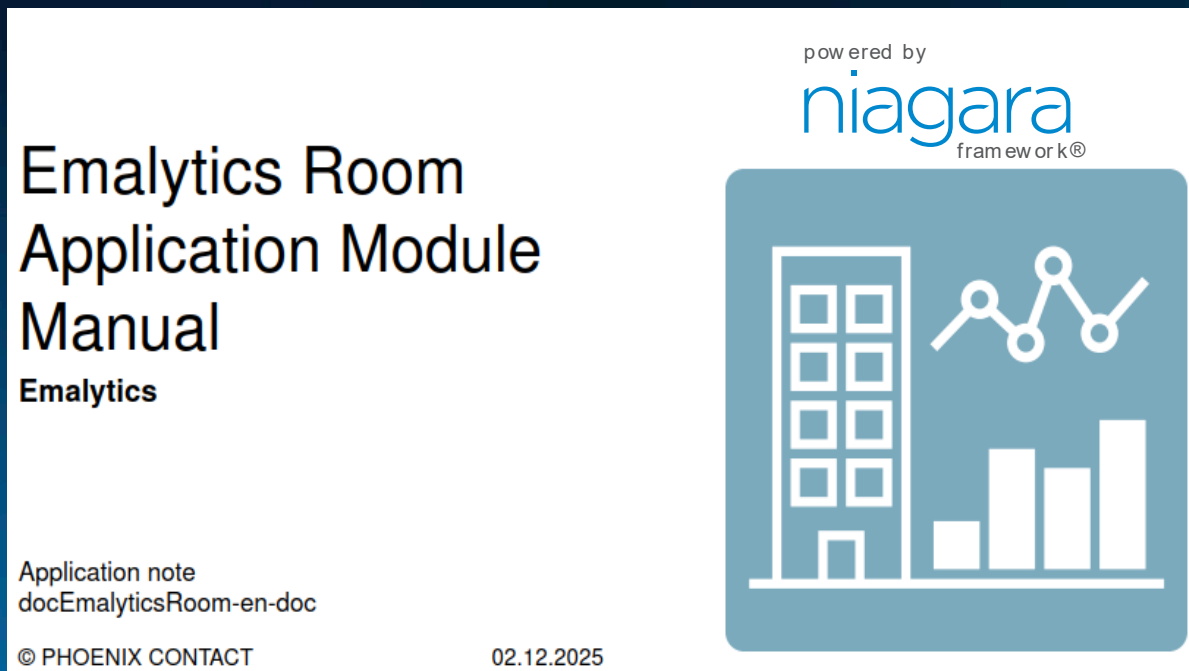 powered by
niagara
framework®
Emalytics Room
Application Module
Manual
Emalytics
Application note
docEmalyticsRoom-en-doc
© PHOENIX CONTACT 02.12.2025